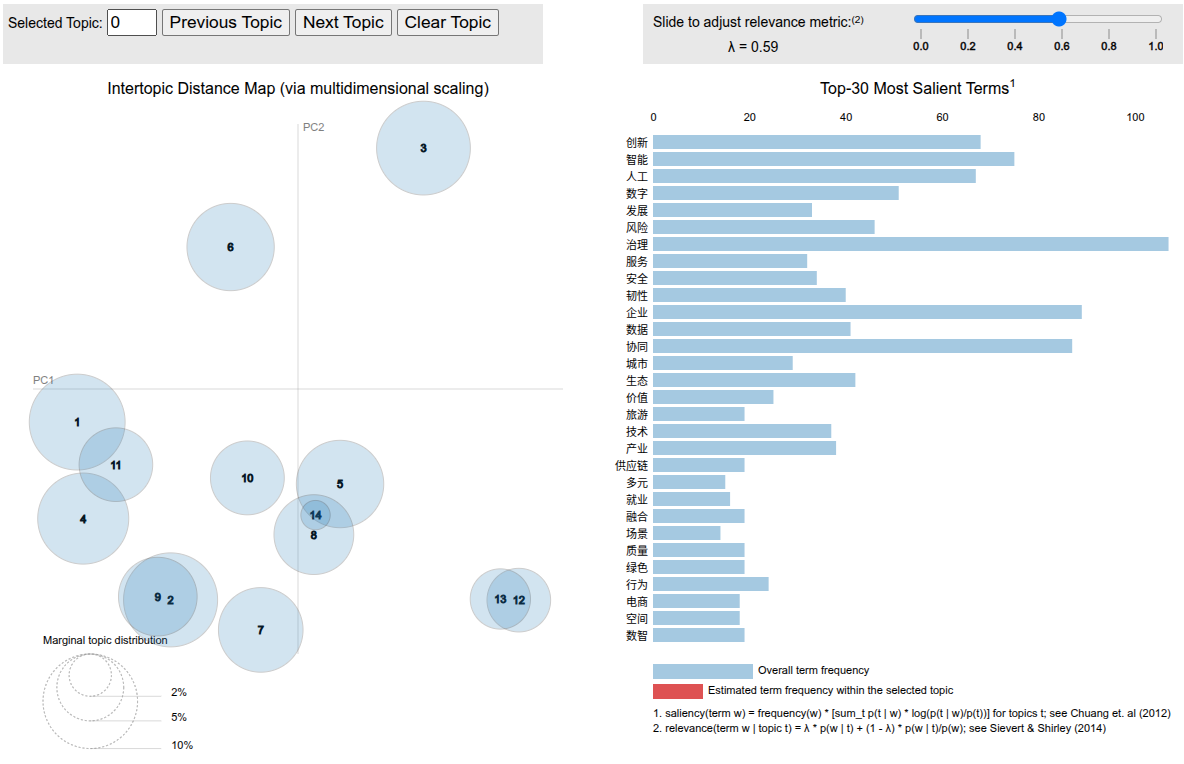 Selected Topic: 0 Previous Topic Next Topic Clear Topic
Slide to adjust relevance metric:(2)
λ = 0.59
0.0 0.2 0.4 0.6 0.8 1.0
Intertopic Distance Map (via multidimensional scaling)
PC2
PC1
3
6
1
11
4
10
5
14
8
9
2
7
13
12
Marginal topic distribution
2%
5%
10%
Top-30 Most Salient Terms1
0 20 40 60 80 100
创新
智能
人工
数字
发展
风险
治理
服务
安全
韧性
企业
数据
协同
城市
生态
价值
旅游
技术
产业
供应链
多元
就业
融合
场景
质量
绿色
行为
电商
空间
数智
Overall term frequency
Estimated term frequency within the selected topic
1. saliency(term w) = frequency(w) * [sum_t p(t | w) * log(p(t | w)/p(t))] for topics t; see Chuang et. al (2012)
2. relevance(term w | topic t) = λ * p(w | t) + (1 - λ) * p(w | t)/p(w); see Sievert & Shirley (2014)